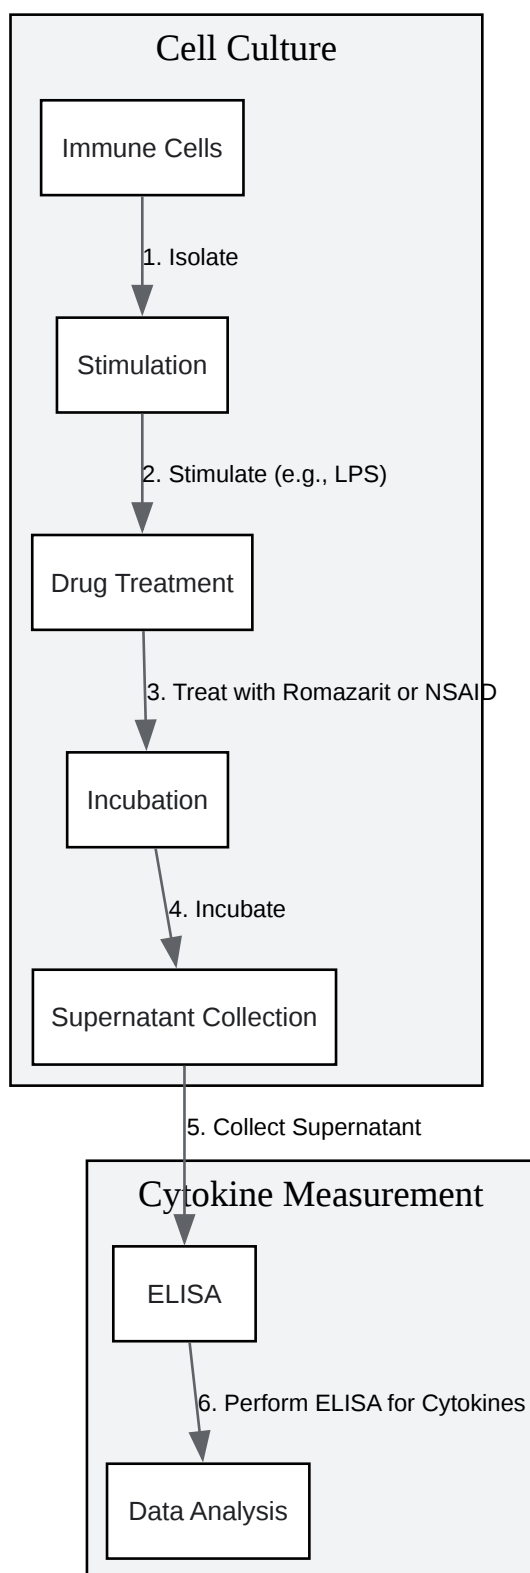 Cell Culture
Immune Cells
1. Isolate
Stimulation
2. Stimulate (e.g., LPS)
Drug Treatment
3. Treat with Romazarit or NSAID
Incubation
4. Incubate
Supernatant Collection
5. Collect Supernatant
Cytokine Measurement
ELISA
6. Perform ELISA for Cytokines
Data Analysis